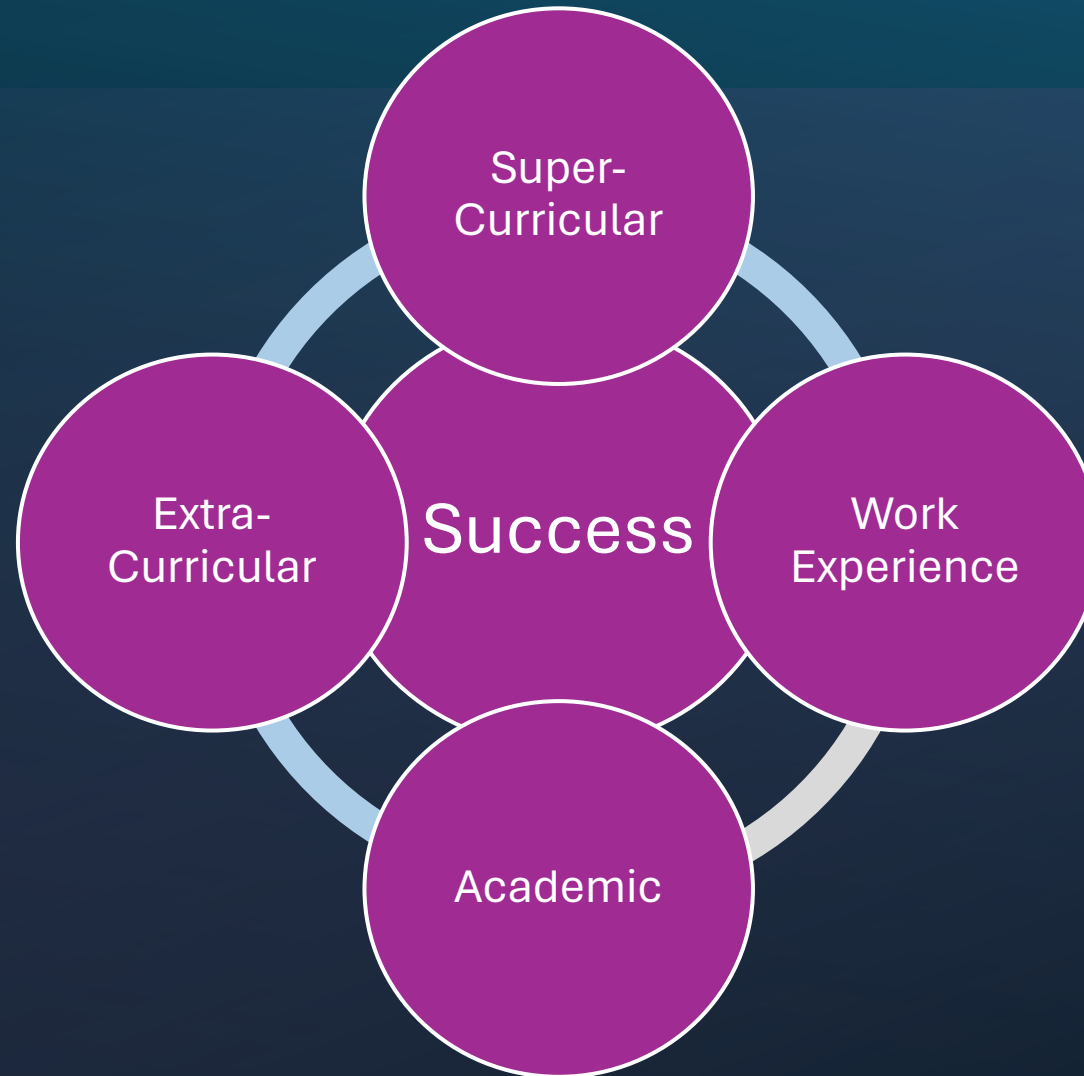 Super-
Curricular
Extra-
Curricular
Success
Work
Experience
Academic